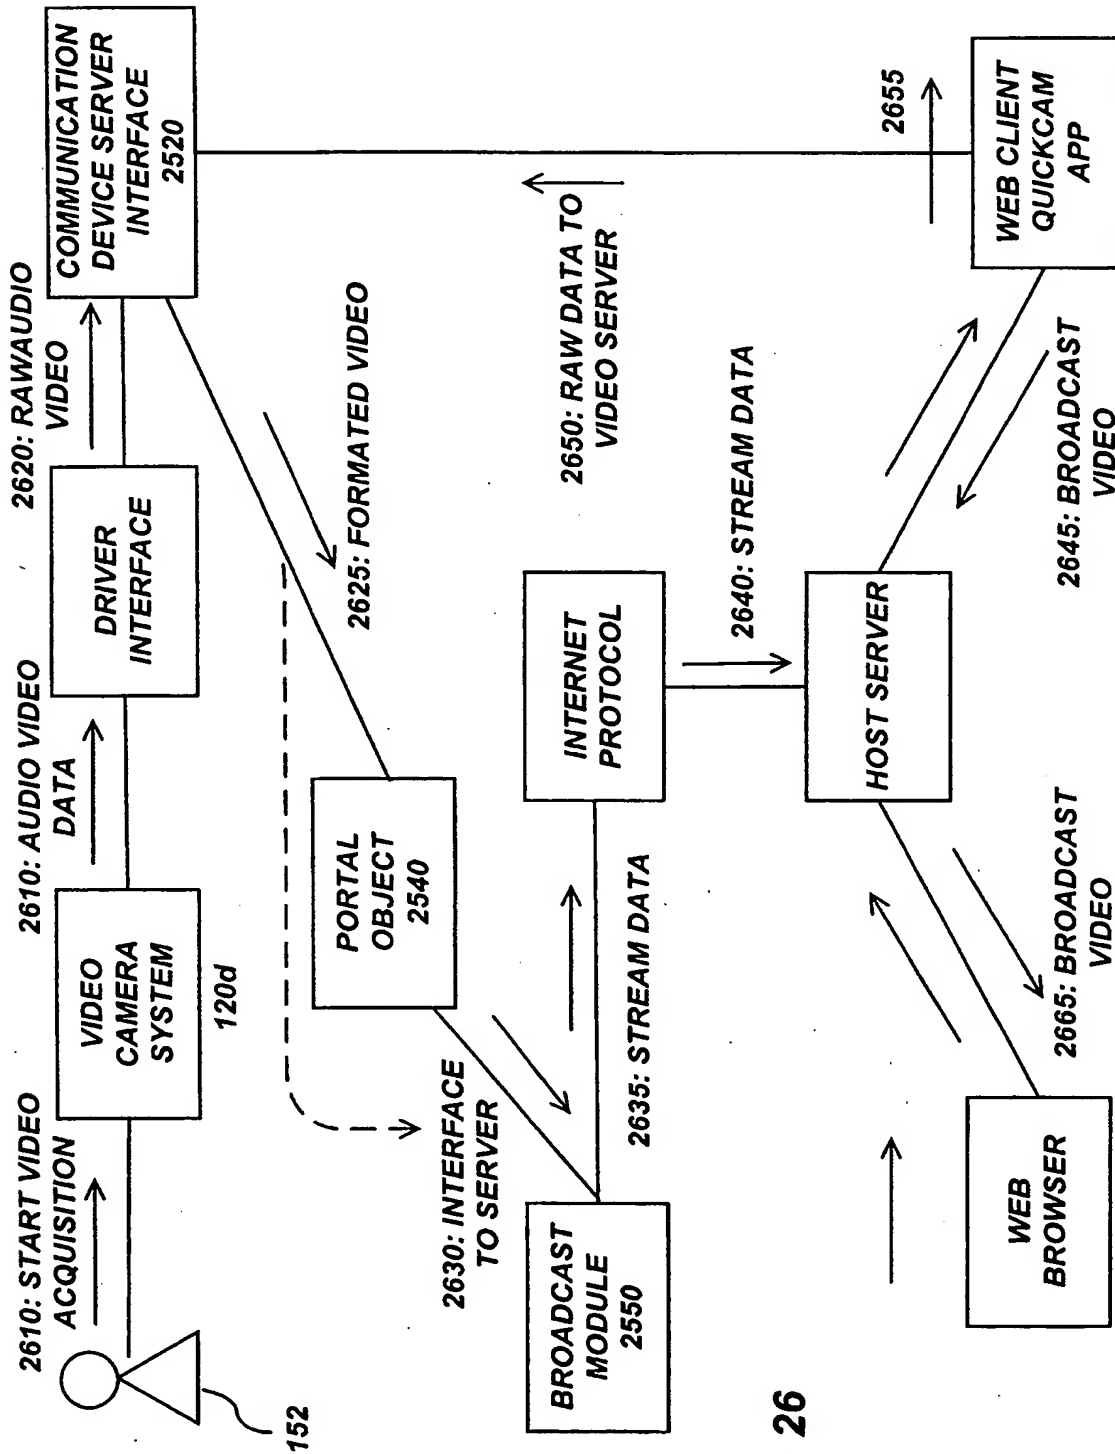 2610: START VIDEO
ACQUISITION
152
VIDEO
CAMERA
SYSTEM
120d
2610: AUDIO VIDEO
DATA
DRIVER
INTERFACE
2620: RAWAUDIO
VIDEO
COMMUNICATION
DEVICE SERVER
INTERFACE
2520
2625: FORMATED VIDEO
PORTAL
OBJECT
2540
2630: INTERFACE
TO SERVER
BROADCAST
MODULE
2550
2635: STREAM DATA
INTERNET
PROTOCOL
2640: STREAM DATA
2650: RAW DATA TO
VIDEO SERVER
2655
HOST SERVER
WEB CLIENT
QUICKCAM
APP
2645: BROADCAST
VIDEO
2665: BROADCAST
VIDEO
WEB
BROWSER
26